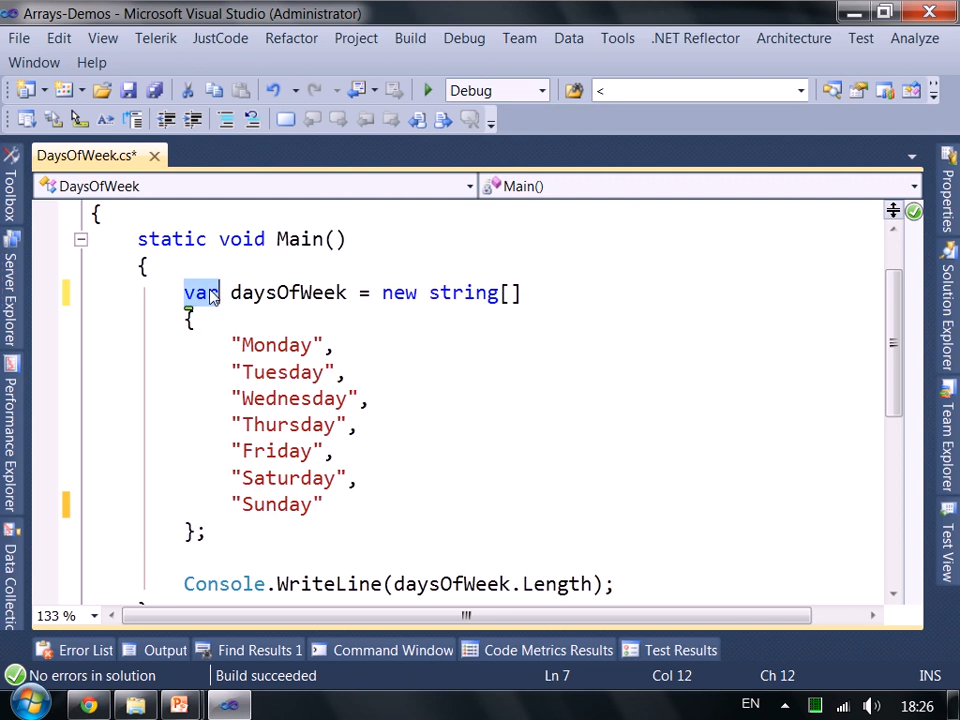 Arrays-Demos - Microsoft Visual Studio (Administrator)
File Edit View Telerik JustCode Refactor Project Build Debug Team Data Tools .NET Reflector Architecture Test Analyze
Window Help
Debug <
DaysOfWeek.cs*
DaysOfWeek Main()
{
static void Main()
{
var daysOfWeek = new string[]
{
"Monday",
"Tuesday",
"Wednesday",
"Thursday",
"Friday",
"Saturday",
"Sunday"
};
Console.WriteLine(daysOfWeek.Length);
133 %
Toolbox
Server Explorer
Performance Explorer
Data Collecti
Properties
Solution Explorer
Team Explorer
Test View
Error List Output Find Results 1 Command Window Code Metrics Results Test Results
No errors in solution Build succeeded Ln 7 Col 12 Ch 12 INS
EN 18:26